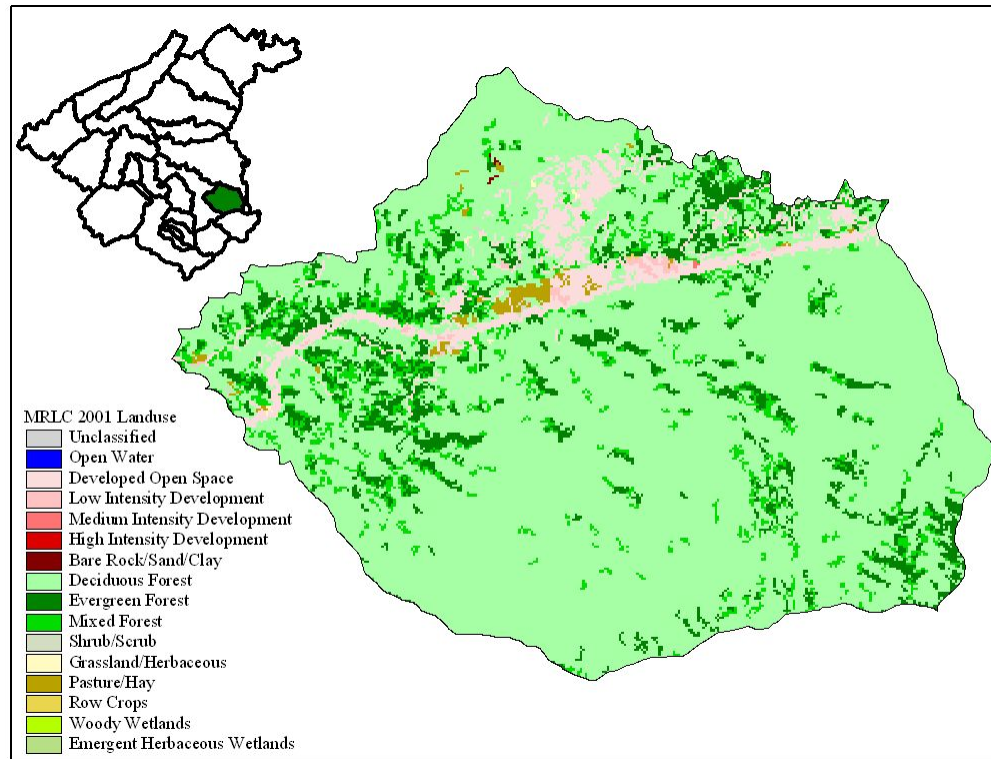 MRLC 2001 Landuse
Unclassified
Open Water
Developed Open Space
Low Intensity Development
Medium Intensity Development
High Intensity Development
Bare Rock/Sand/Clay
Deciduous Forest
Evergreen Forest
Mixed Forest
Shrub/Scrub
Grassland/Herbaceous
Pasture/Hay
Row Crops
Woody Wetlands
Emergent Herbaceous Wetlands